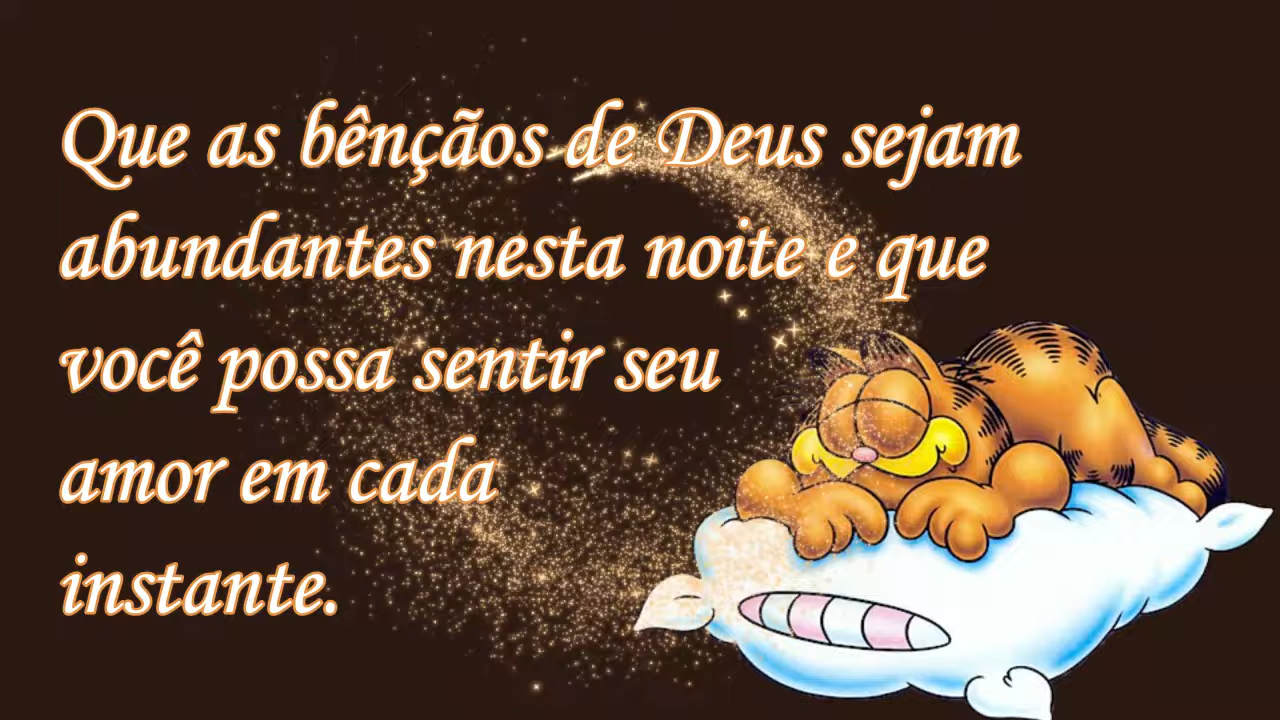 Que as bênçãos de Deus sejam
abundantes nesta noite e que
você possa sentir seu
amor em cada
instante.